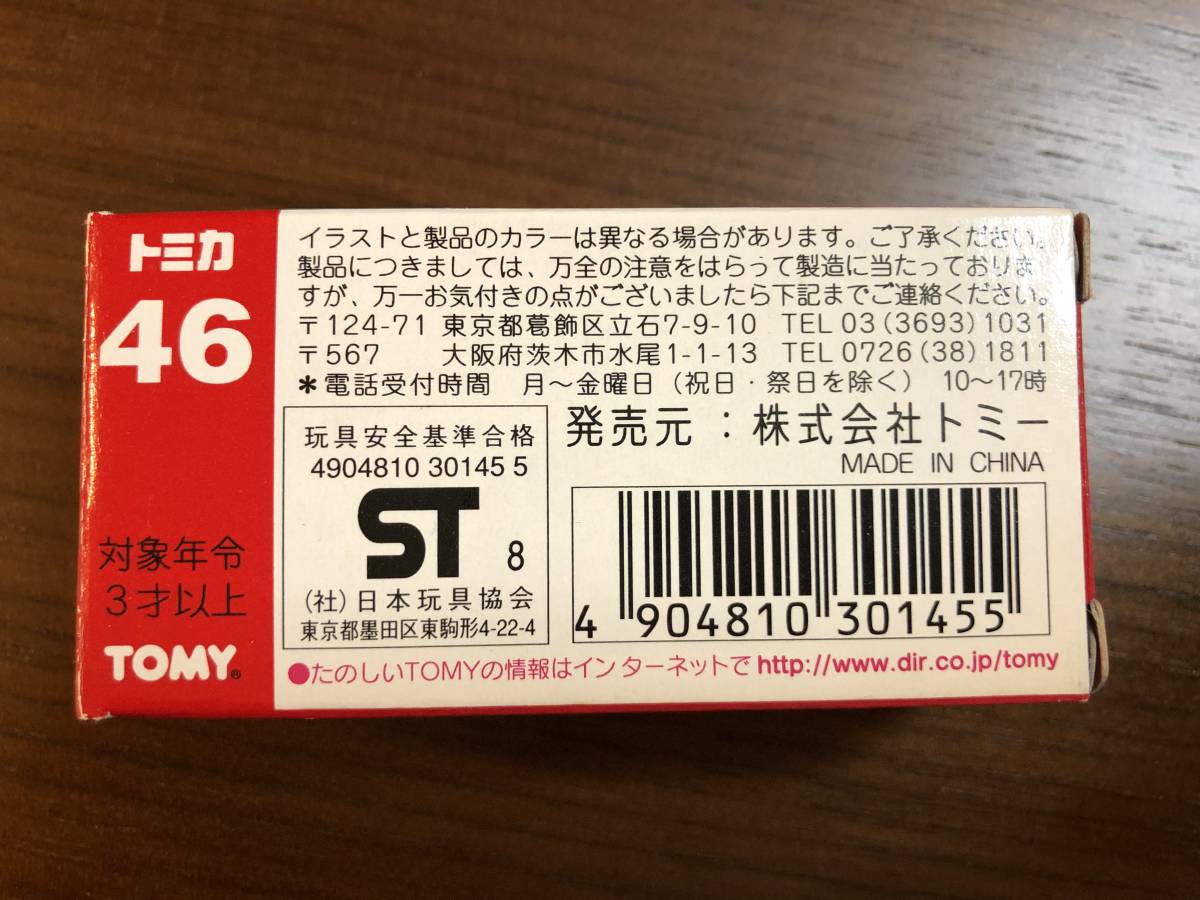 トミカ
46
対象年令
3才以上
TOMY®
イラストと製品のカラーは異なる場合があります。ご了承ください。
製品につきましては、万全の注意をはらって製造に当たっておりま
すが、万一お気付きの点がございましたら下記までご連絡ください。
〒124-71 東京都葛飾区立石7-9-10 TEL 03(3693)1031
〒567 大阪府茨木市水尾1-1-13 TEL 0726(38)1811
*電話受付時間 月~金曜日(祝日・祭日を除く) 10~17時
玩具安全基準合格
4904810 30145 5
ST 8
(社)日本玩具協会
東京都墨田区東駒形4-22-4
発売元:株式会社トミー
MADE IN CHINA
4 904810 301455
●たのしいTOMYの情報はインターネットで http://www.dir.co.jp/tomy